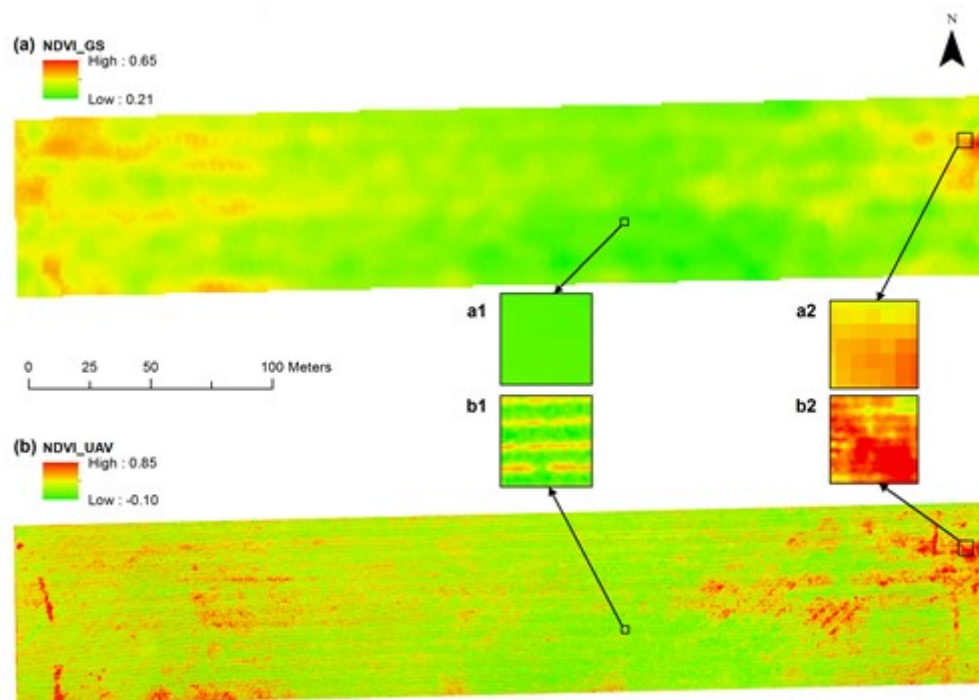 N
(a) NDVI_GS
High : 0.65
Low : 0.21
a1
a2
0 25 50 100 Meters
b1
b2
(b) NDVI_UAV
High : 0.85
Low : -0.10